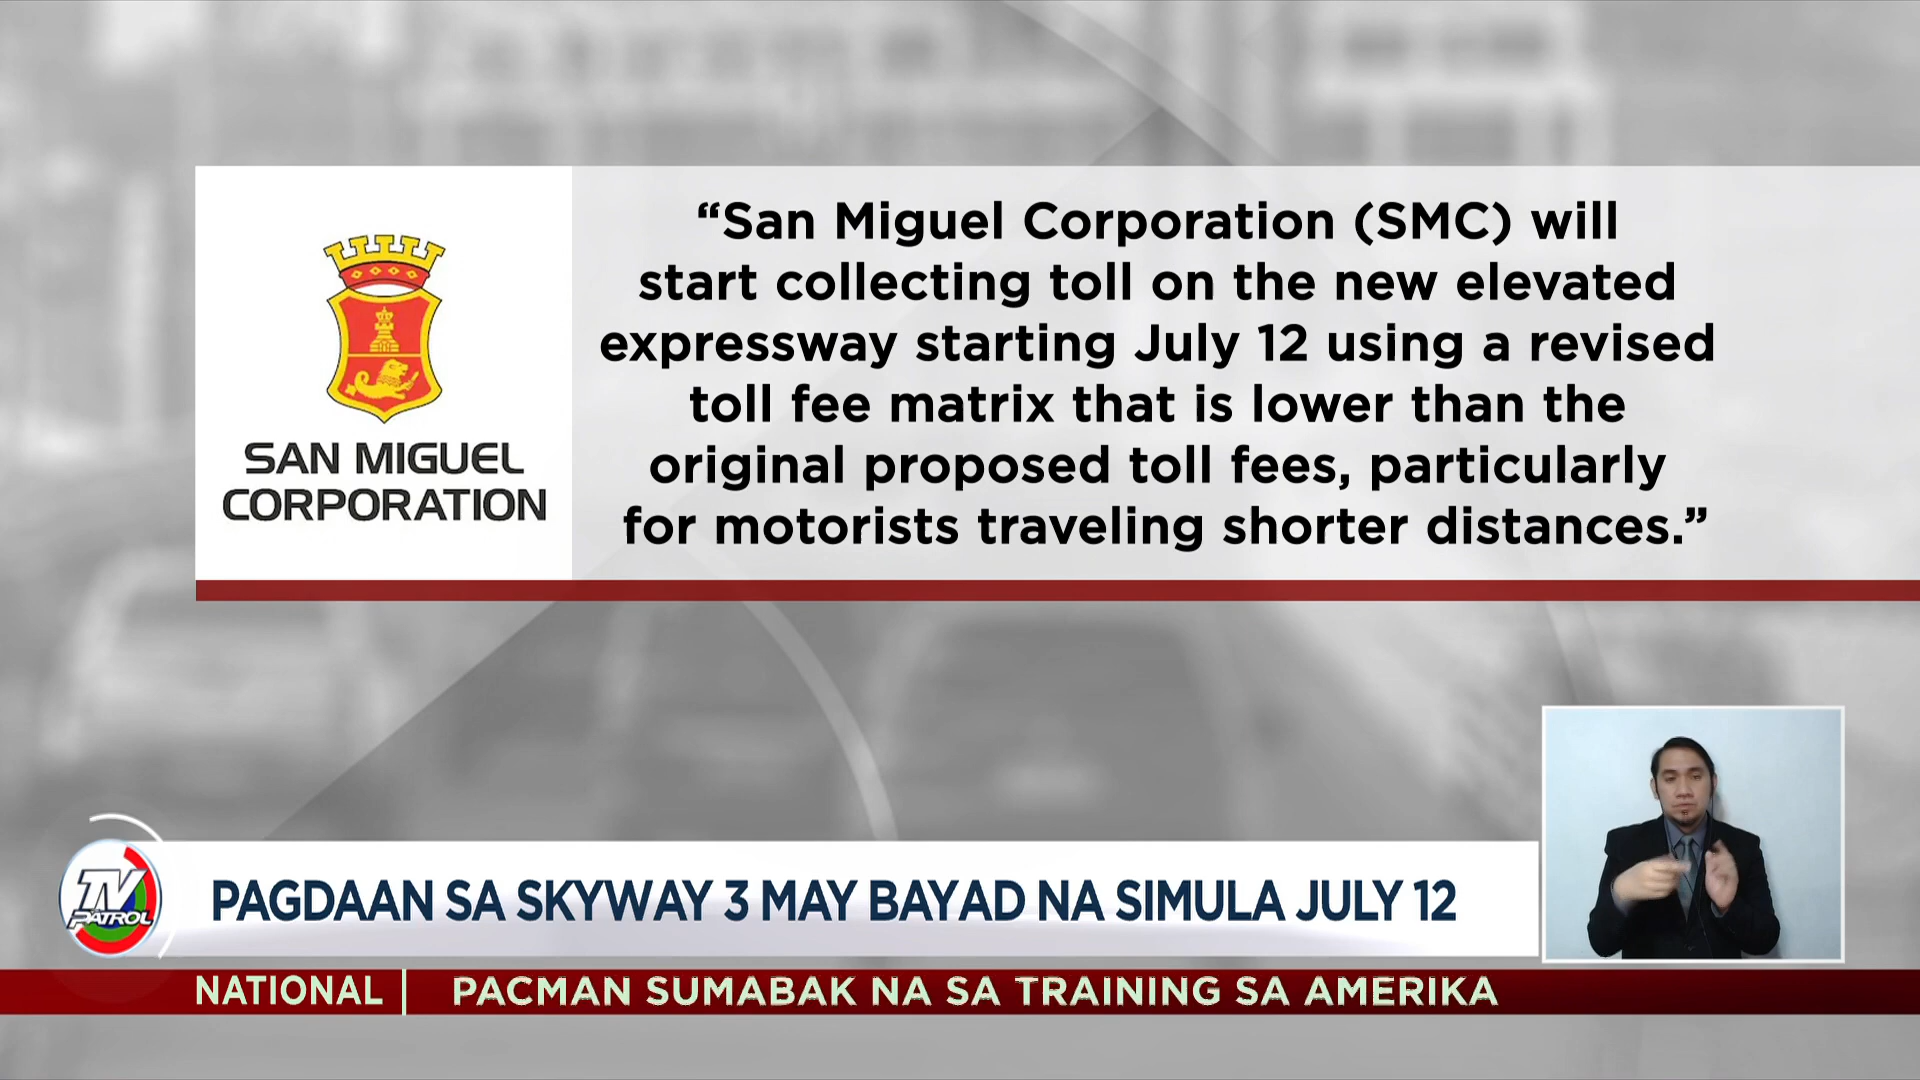 SAN MIGUEL
CORPORATION
“San Miguel Corporation (SMC) will
start collecting toll on the new elevated
expressway starting July 12 using a revised
toll fee matrix that is lower than the
original proposed toll fees, particularly
for motorists traveling shorter distances.”
TV
PATROL
PAGDAAN SA SKYWAY 3 MAY BAYAD NA SIMULA JULY 12
NATIONAL | PACMAN SUMABAK NA SA TRAINING SA AMERIKA